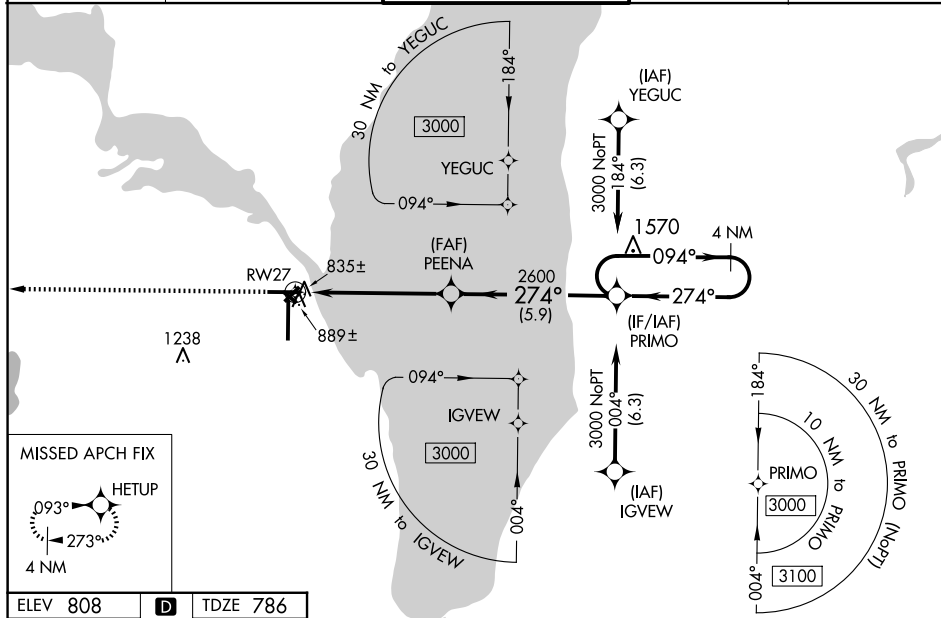 30 NM to YEGUC
184°
3000
YEGUC
094°
(IAF)
YEGUC
3000 NoPT
184°
(6.3)
1570
4 NM
094°
(FAF)
PEENA
RW27
835±
2600
274°
(5.9)
274°
(IF/IAF)
PRIMO
889±
1238
094°
IGVEW
3000
30 NM to IGVEW
004°
3000 NoPT
004°
(6.3)
(IAF)
IGVEW
184°
30 NM to PRIMO (NoPT)
10 NM to PRIMO
PRIMO
3000
3100
004°
MISSED APCH FIX
HETUP
093°
273°
4 NM
ELEV 808 D TDZE 786